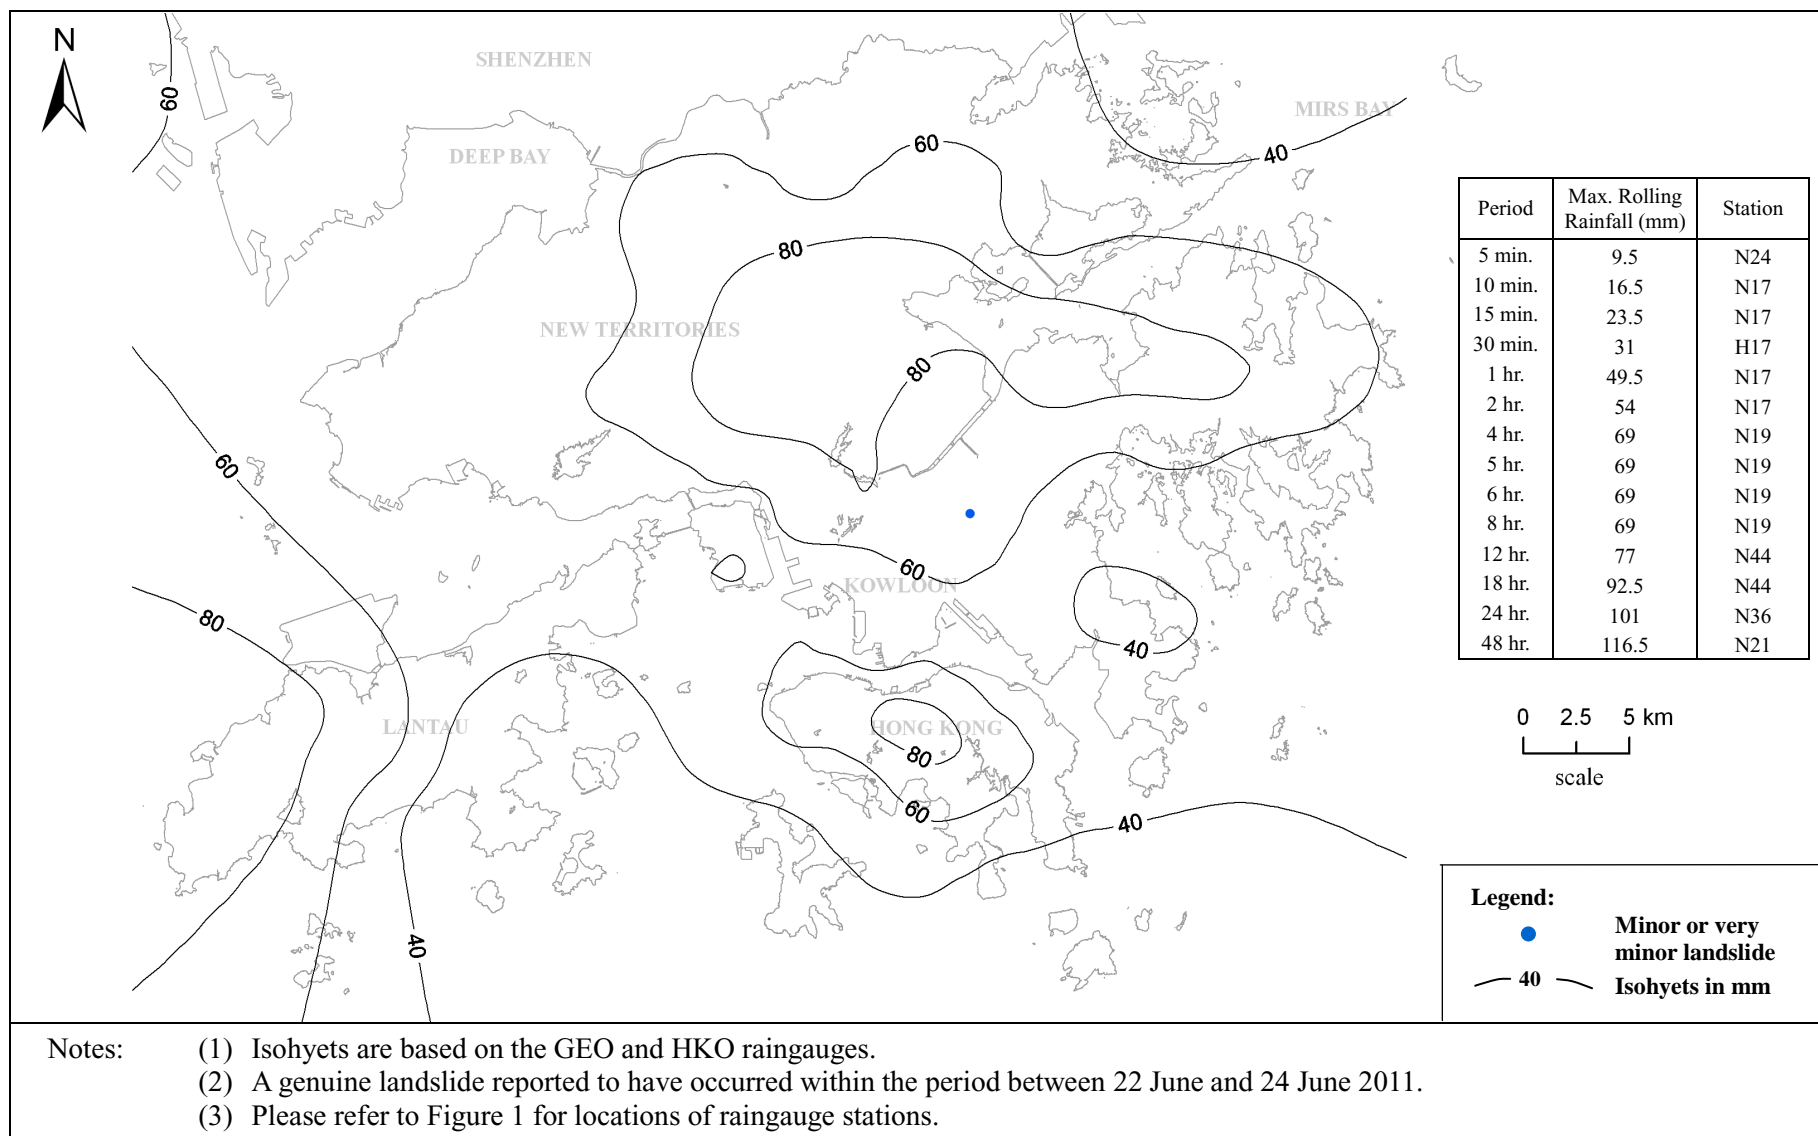 N
SHENZHEN
MIRS BAY
DEEP BAY
60
60
40
80
NEW TERRITORIES
80
60
60
KOWLOON
80
40
LANTAU
HONG KONG
80
60
40
40
Period Max. Rolling Rainfall (mm) Station
5 min. 9.5 N24
10 min. 16.5 N17
15 min. 23.5 N17
30 min. 31 H17
1 hr. 49.5 N17
2 hr. 54 N17
4 hr. 69 N19
5 hr. 69 N19
6 hr. 69 N19
8 hr. 69 N19
12 hr. 77 N44
18 hr. 92.5 N44
24 hr. 101 N36
48 hr. 116.5 N21
0 2.5 5 km
scale
Legend:
Minor or very
minor landslide
40 Isohyets in mm
Notes: (1) Isohyets are based on the GEO and HKO raingauges.
(2) A genuine landslide reported to have occurred within the period between 22 June and 24 June 2011.
(3) Please refer to Figure 1 for locations of raingauge stations.